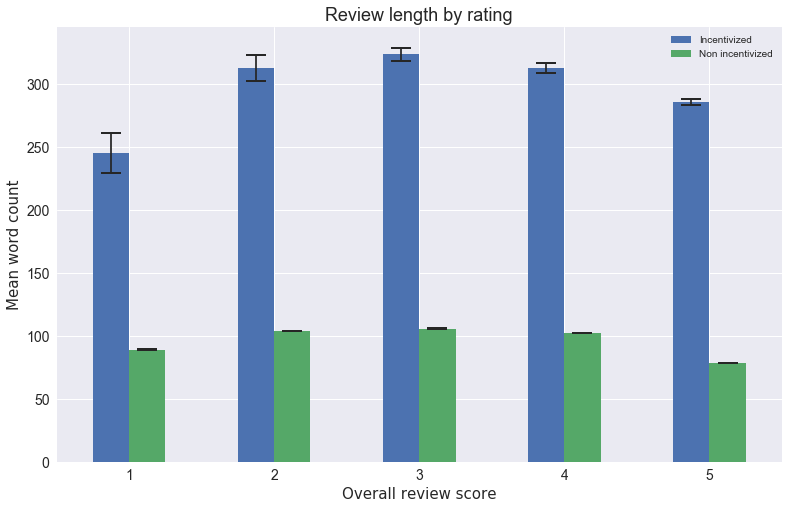 Review length by rating
Incentivized
Non incentivized
Mean word count
300
250
200
150
100
50
0
1 2 3 4 5
Overall review score